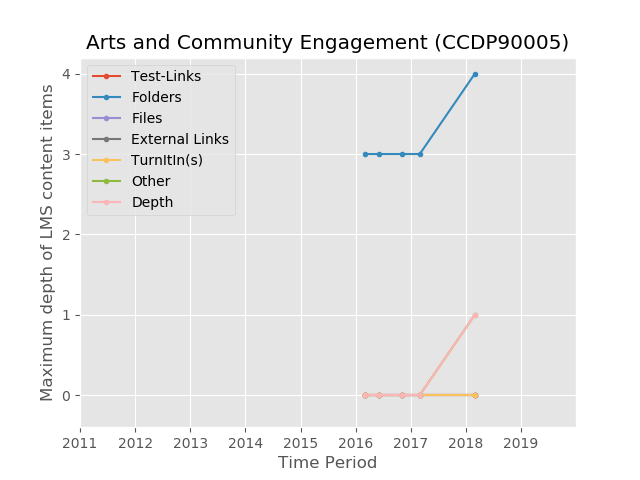 Arts and Community Engagement (CCDP90005)
Test-Links
Folders
Files
External Links
TurnItIn(s)
Other
Depth
Maximum depth of LMS content items
4
3
2
1
0
2011 2012 2013 2014 2015 2016 2017 2018 2019
Time Period